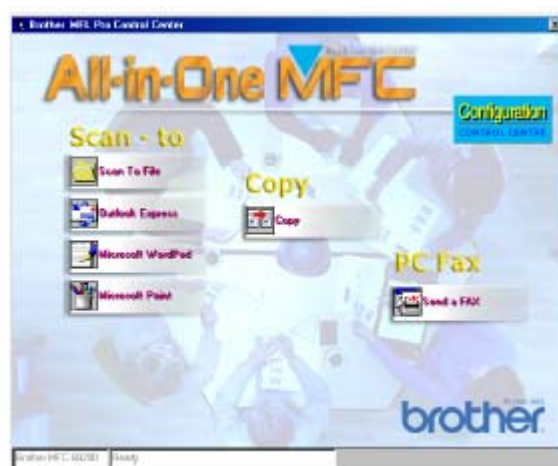 Brother MFL Pro Control Center
All-in-One MFC
Configuration
CONTROL CENTRE
Scan - to
Scan To File
Copy
Outlook Express
Copy
Microsoft WordPad
PC Fax
Microsoft Paint
Send a FAX
brother
Ready